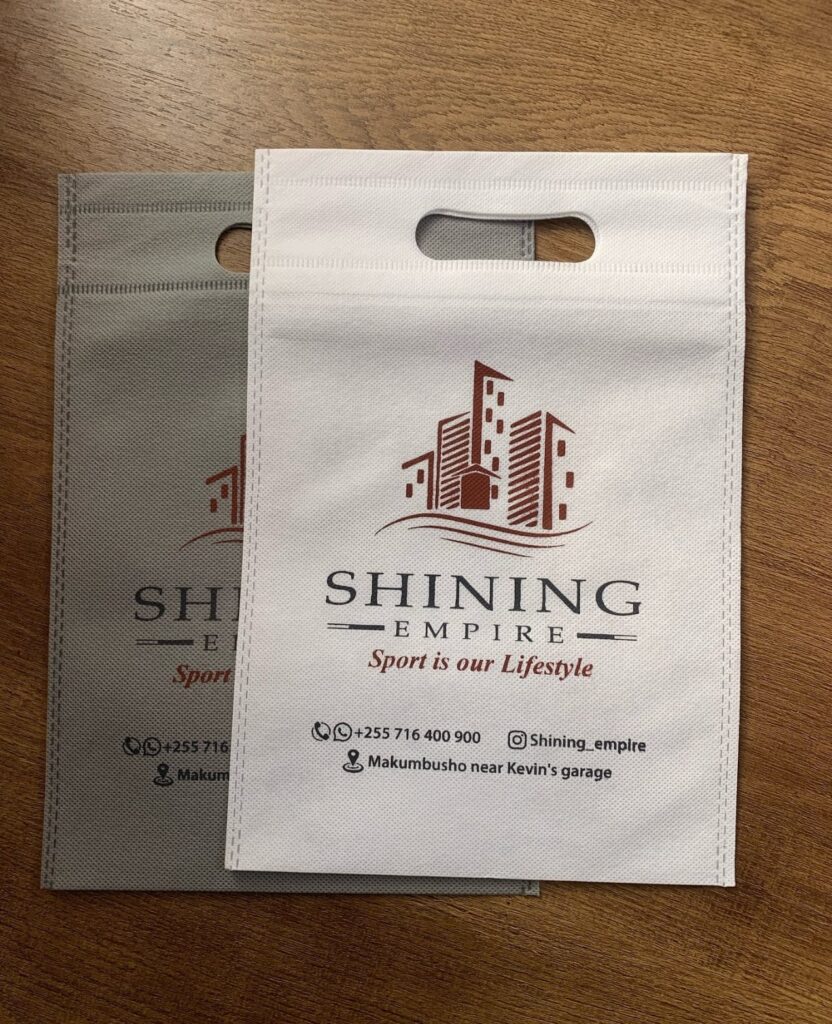 SHINING
EMPIRE
Sport is our Lifestyle
+255 716 400 900 Shining_empire
Makumbusho near Kevin's garage
SHI
E
Sport
+255 716
Makum